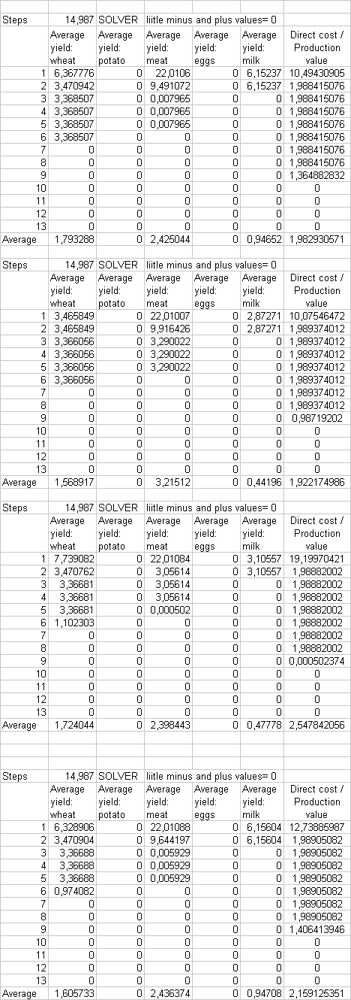 Steps 14,987 SOLVER liitle minus and plus values= 0
Average Average Average Average Average Direct cost /
yield: yield: yield: yield: yield: Production
wheat potato meat eggs milk value
1 6,367776 0 22,0106 0 6,15237 10,49430905
2 3,470942 0 9,491072 0 6,15237 1,988415076
3 3,368507 0 0,007965 0 0 1,988415076
4 3,368507 0 0,007965 0 0 1,988415076
5 3,368507 0 0,007965 0 0 1,988415076
6 3,368507 0 0 0 0 1,988415076
7 0 0 0 0 0 1,988415076
8 0 0 0 0 0 1,988415076
9 0 0 0 0 0 1,364882832
10 0 0 0 0 0 0
11 0 0 0 0 0 0
12 0 0 0 0 0 0
13 0 0 0 0 0 0
Average 1,793288 0 2,425044 0 0,94652 1,982930571
Steps 14,987 SOLVER liitle minus and plus values= 0
Average Average Average Average Average Direct cost /
yield: yield: yield: yield: yield: Production
wheat potato meat eggs milk value
1 3,465849 0 22,01007 0 2,87271 10,07546472
2 3,465849 0 9,916426 0 2,87271 1,989374012
3 3,366056 0 3,290022 0 0 1,989374012
4 3,366056 0 3,290022 0 0 1,989374012
5 3,366056 0 3,290022 0 0 1,989374012
6 3,366056 0 0 0 0 1,989374012
7 0 0 0 0 0 1,989374012
8 0 0 0 0 0 1,989374012
9 0 0 0 0 0 0,98719202
10 0 0 0 0 0 0
11 0 0 0 0 0 0
12 0 0 0 0 0 0
13 0 0 0 0 0 0
Average 1,568917 0 3,21512 0 0,44196 1,922174986
Steps 14,987 SOLVER liitle minus and plus values= 0
Average Average Average Average Average Direct cost /
yield: yield: yield: yield: yield: Production
wheat potato meat eggs milk value
1 7,739082 0 22,01084 0 3,10557 19,19970421
2 3,470762 0 3,05614 0 3,10557 1,98882002
3 3,36681 0 3,05614 0 0 1,98882002
4 3,36681 0 3,05614 0 0 1,98882002
5 3,36681 0 0,000502 0 0 1,98882002
6 1,102303 0 0 0 0 1,98882002
7 0 0 0 0 0 1,98882002
8 0 0 0 0 0 1,98882002
9 0 0 0 0 0 0,000502374
10 0 0 0 0 0 0
11 0 0 0 0 0 0
12 0 0 0 0 0 0
13 0 0 0 0 0 0
Average 1,724044 0 2,398443 0 0,47778 2,547842056
Steps 14,987 SOLVER liitle minus and plus values= 0
Average Average Average Average Average Direct cost /
yield: yield: yield: yield: yield: Production
wheat potato meat eggs milk value
1 6,328906 0 22,01088 0 6,15604 12,73885987
2 3,470904 0 9,644197 0 6,15604 1,98905082
3 3,36688 0 0,005929 0 0 1,98905082
4 3,36688 0 0,005929 0 0 1,98905082
5 3,36688 0 0,005929 0 0 1,98905082
6 0,974082 0 0 0 0 1,98905082
7 0 0 0 0 0 1,98905082
8 0 0 0 0 0 1,98905082
9 0 0 0 0 0 1,406413946
10 0 0 0 0 0 0
11 0 0 0 0 0 0
12 0 0 0 0 0 0
13 0 0 0 0 0 0
Average 1,605733 0 2,436374 0 0,94708 2,159125351